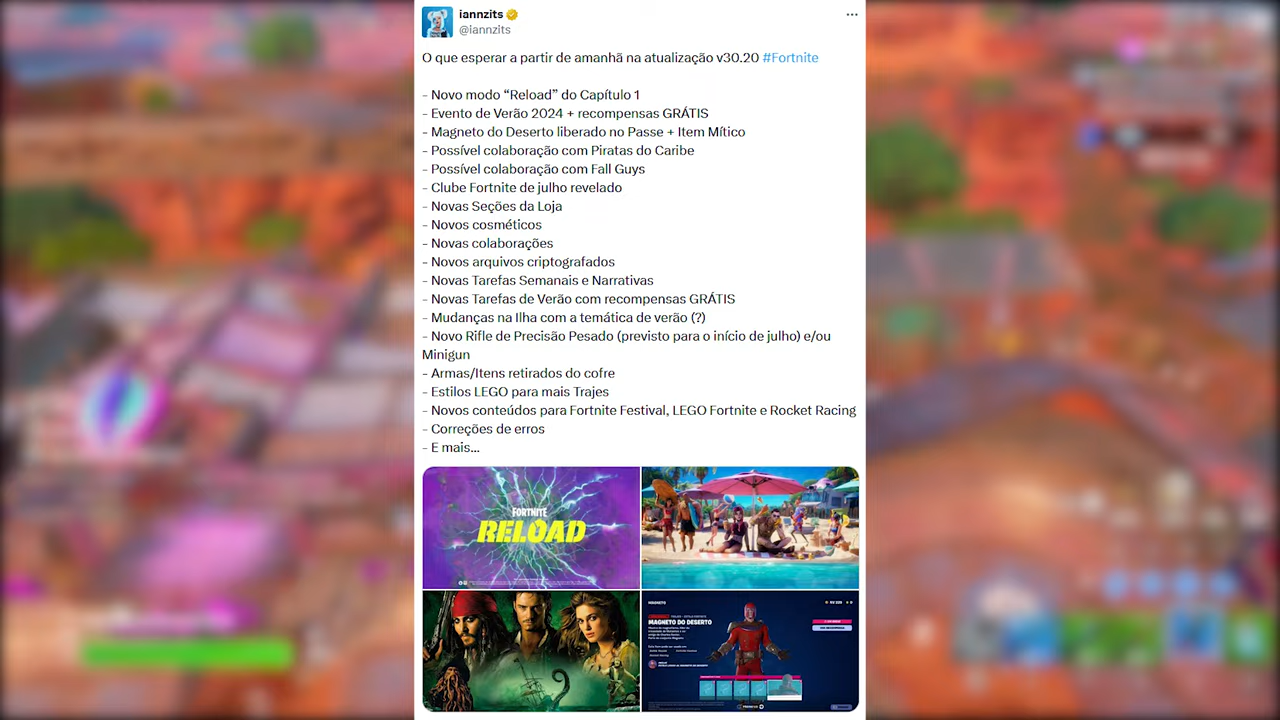 iannzits
@iannzits
O que esperar a partir de amanhã na atualização v30.20 #Fortnite
- Novo modo “Reload” do Capítulo 1
- Evento de Verão 2024 + recompensas GRÁTIS
- Magneto do Deserto liberado no Passe + Item Mítico
- Possível colaboração com Piratas do Caribe
- Possível colaboração com Fall Guys
- Clube Fortnite de julho revelado
- Novas Seções da Loja
- Novos cosméticos
- Novas colaborações
- Novos arquivos criptografados
- Novas Tarefas Semanais e Narrativas
- Novas Tarefas de Verão com recompensas GRÁTIS
- Mudanças na Ilha com a temática de verão (?)
- Novo Rifle de Precisão Pesado (previsto para o início de julho) e/ou
Minigun
- Armas/Itens retirados do cofre
- Estilos LEGO para mais Trajes
- Novos conteúdos para Fortnite Festival, LEGO Fortnite e Rocket Racing
- Correções de erros
- E mais...
FORTNITE
RELOAD
MAGNETO
MAGNETO DO DESERTO